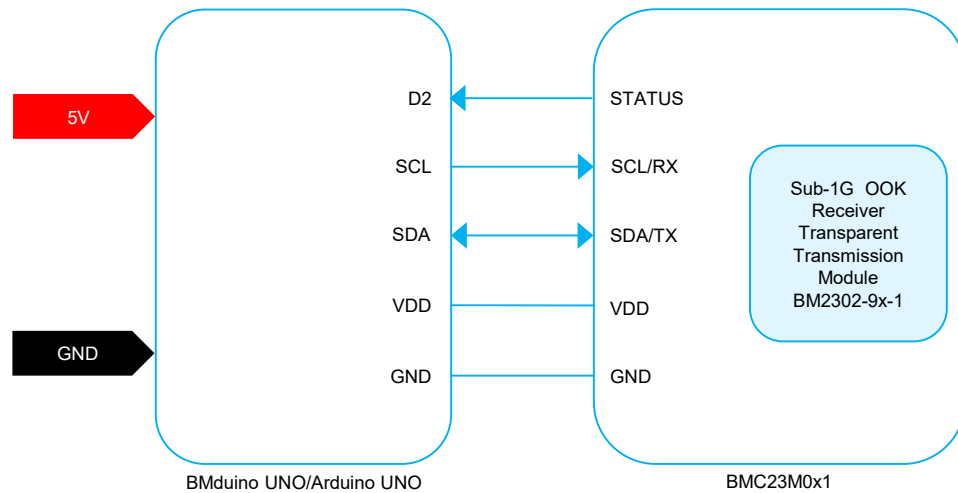 5V
GND
D2
SCL
SDA
VDD
GND
STATUS
SCL/RX
SDA/TX
VDD
GND
Sub-1G OOK
Receiver
Transparent
Transmission
Module
BM2302-9x-1
BMduino UNO/Arduino UNO
BMC23M0x1